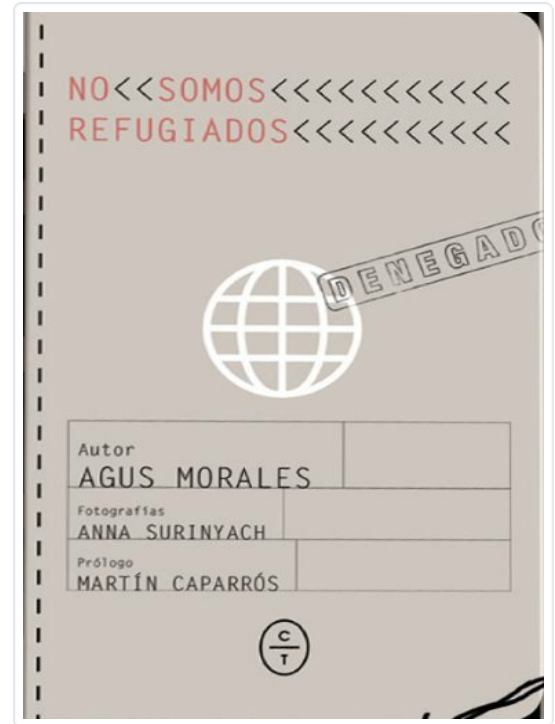 NO<<SOMOS<<<<<<<<<<<
REFUGIADOS<<<<<<<<<<
DENEGADO
Autor
AGUS MORALES
Fotografías
ANNA SURINYACH
Prólogo
MARTÍN CAPARRÓS
C
T